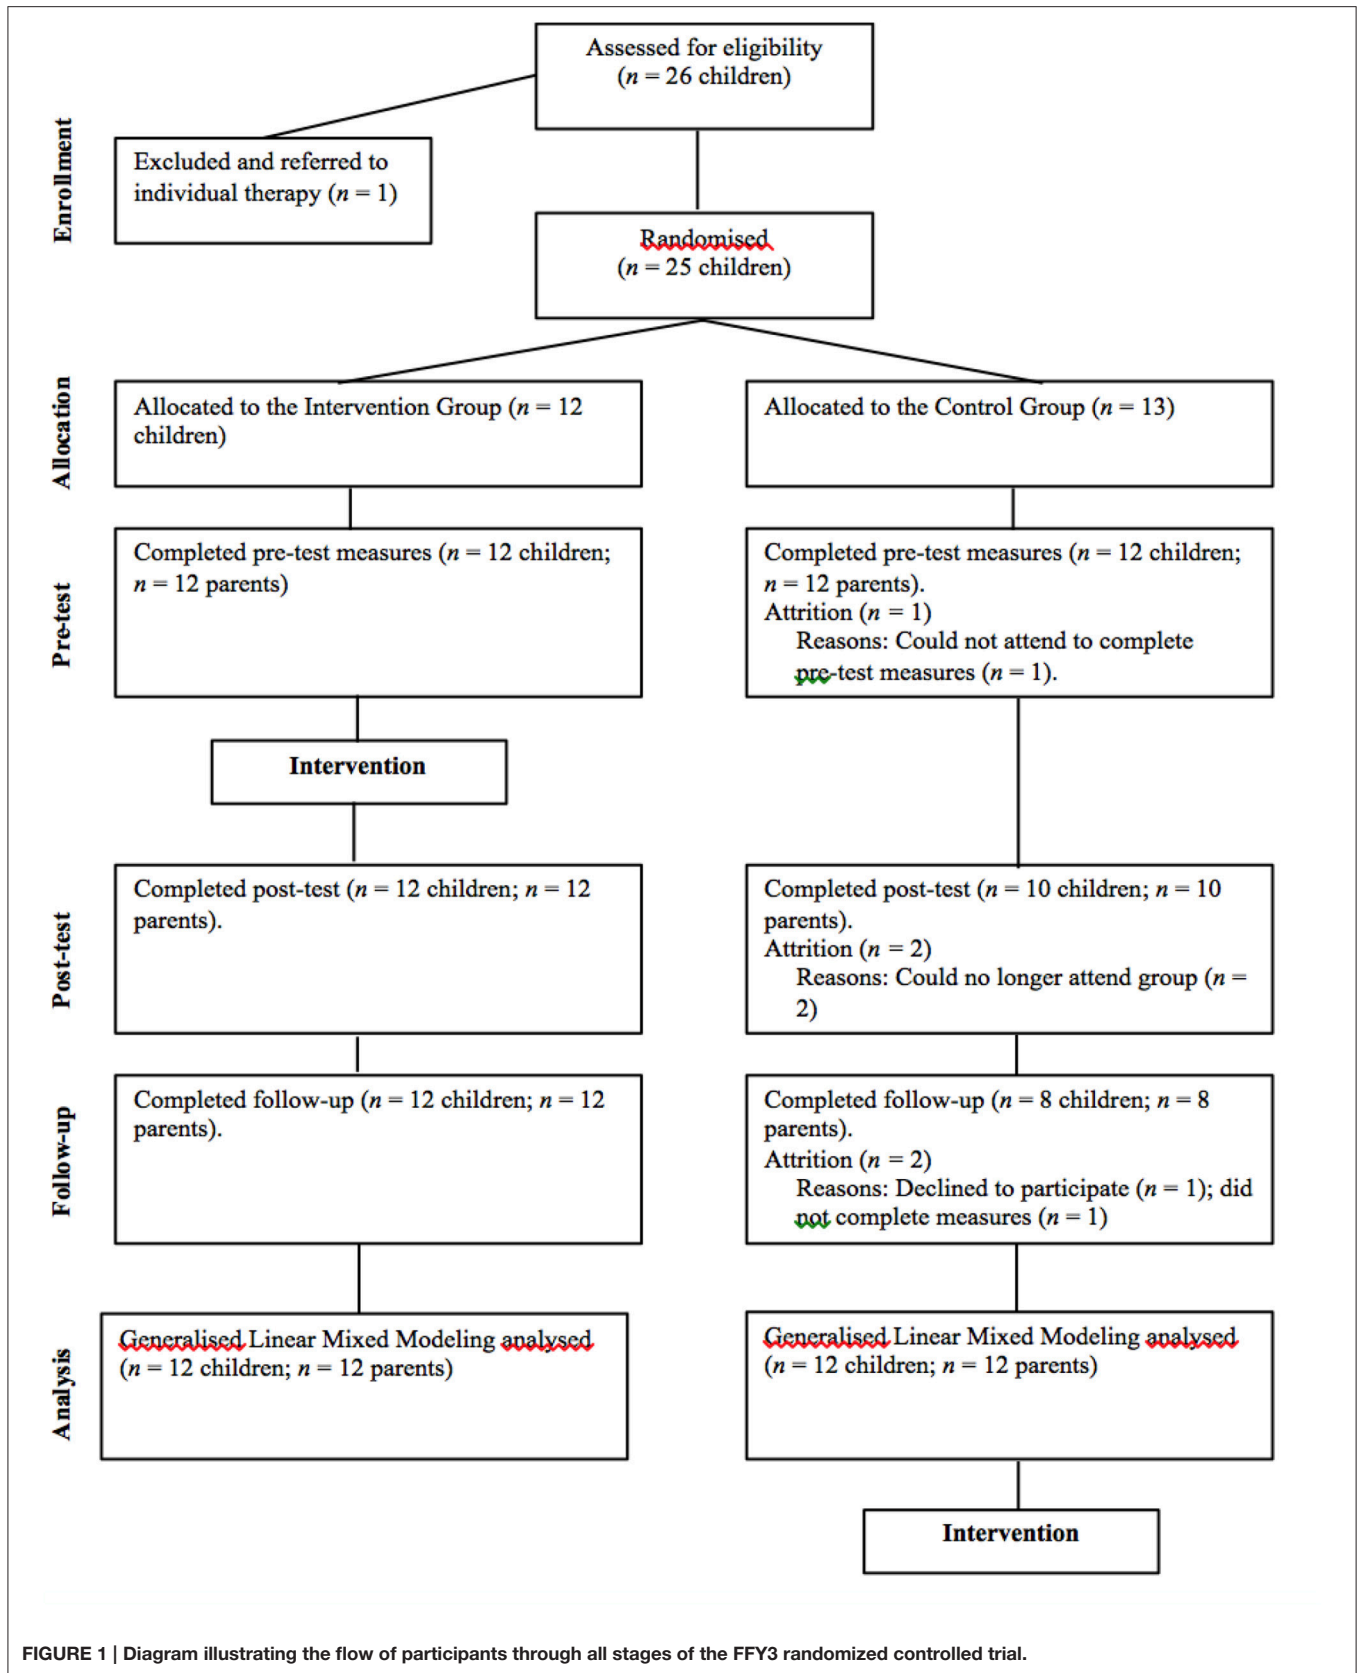 Assessed for eligibility
(n = 26 children)
Enrollment
Excluded and referred to
individual therapy (n = 1)
Randomised
(n = 25 children)
Allocation
Allocated to the Intervention Group (n = 12
children)
Allocated to the Control Group (n = 13)
Pre-test
Completed pre-test measures (n = 12 children;
n = 12 parents)
Completed pre-test measures (n = 12 children;
n = 12 parents).
Attrition (n = 1)
Reasons: Could not attend to complete
pre-test measures (n = 1).
Intervention
Post-test
Completed post-test (n = 12 children; n = 12
parents).
Completed post-test (n = 10 children; n = 10
parents).
Attrition (n = 2)
Reasons: Could no longer attend group (n =
2)
Follow-up
Completed follow-up (n = 12 children; n = 12
parents).
Completed follow-up (n = 8 children; n = 8
parents).
Attrition (n = 2)
Reasons: Declined to participate (n = 1); did
not complete measures (n = 1)
Analysis
Generalised Linear Mixed Modeling analysed
(n = 12 children; n = 12 parents)
Generalised Linear Mixed Modeling analysed
(n = 12 children; n = 12 parents)
Intervention
FIGURE 1 | Diagram illustrating the flow of participants through all stages of the FFY3 randomized controlled trial.